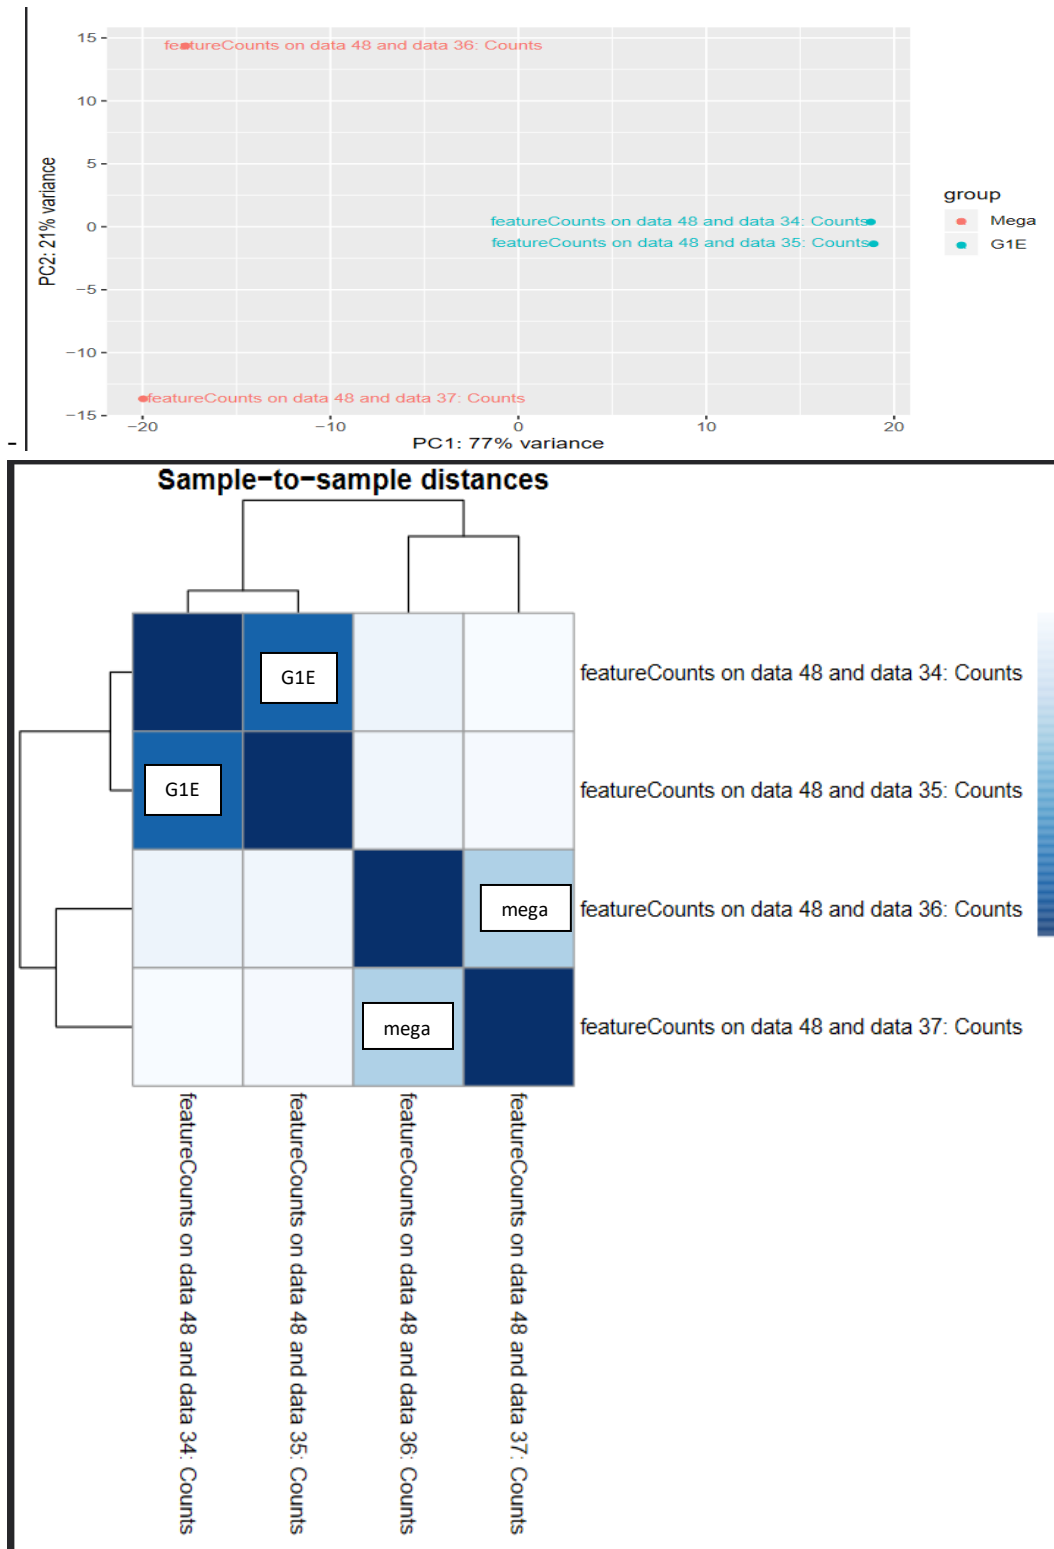 15
featureCounts on data 48 and data 36: Counts
10
5
PC2: 21% variance
group
0
featureCounts on data 48 and data 34: Counts
Mega
featureCounts on data 48 and data 35: Counts
G1E
−5
−10
featureCounts on data 48 and data 37: Counts
−15
−20
−10
0
10
20
PC1: 77% variance
Sample−to−sample distances
G1E
featureCounts on data 48 and data 34: Counts
G1E
featureCounts on data 48 and data 35: Counts
mega
featureCounts on data 48 and data 36: Counts
mega
featureCounts on data 48 and data 37: Counts
featureCounts on data 48 and data 34: Counts
featureCounts on data 48 and data 35: Counts
featureCounts on data 48 and data 36: Counts
featureCounts on data 48 and data 37: Counts